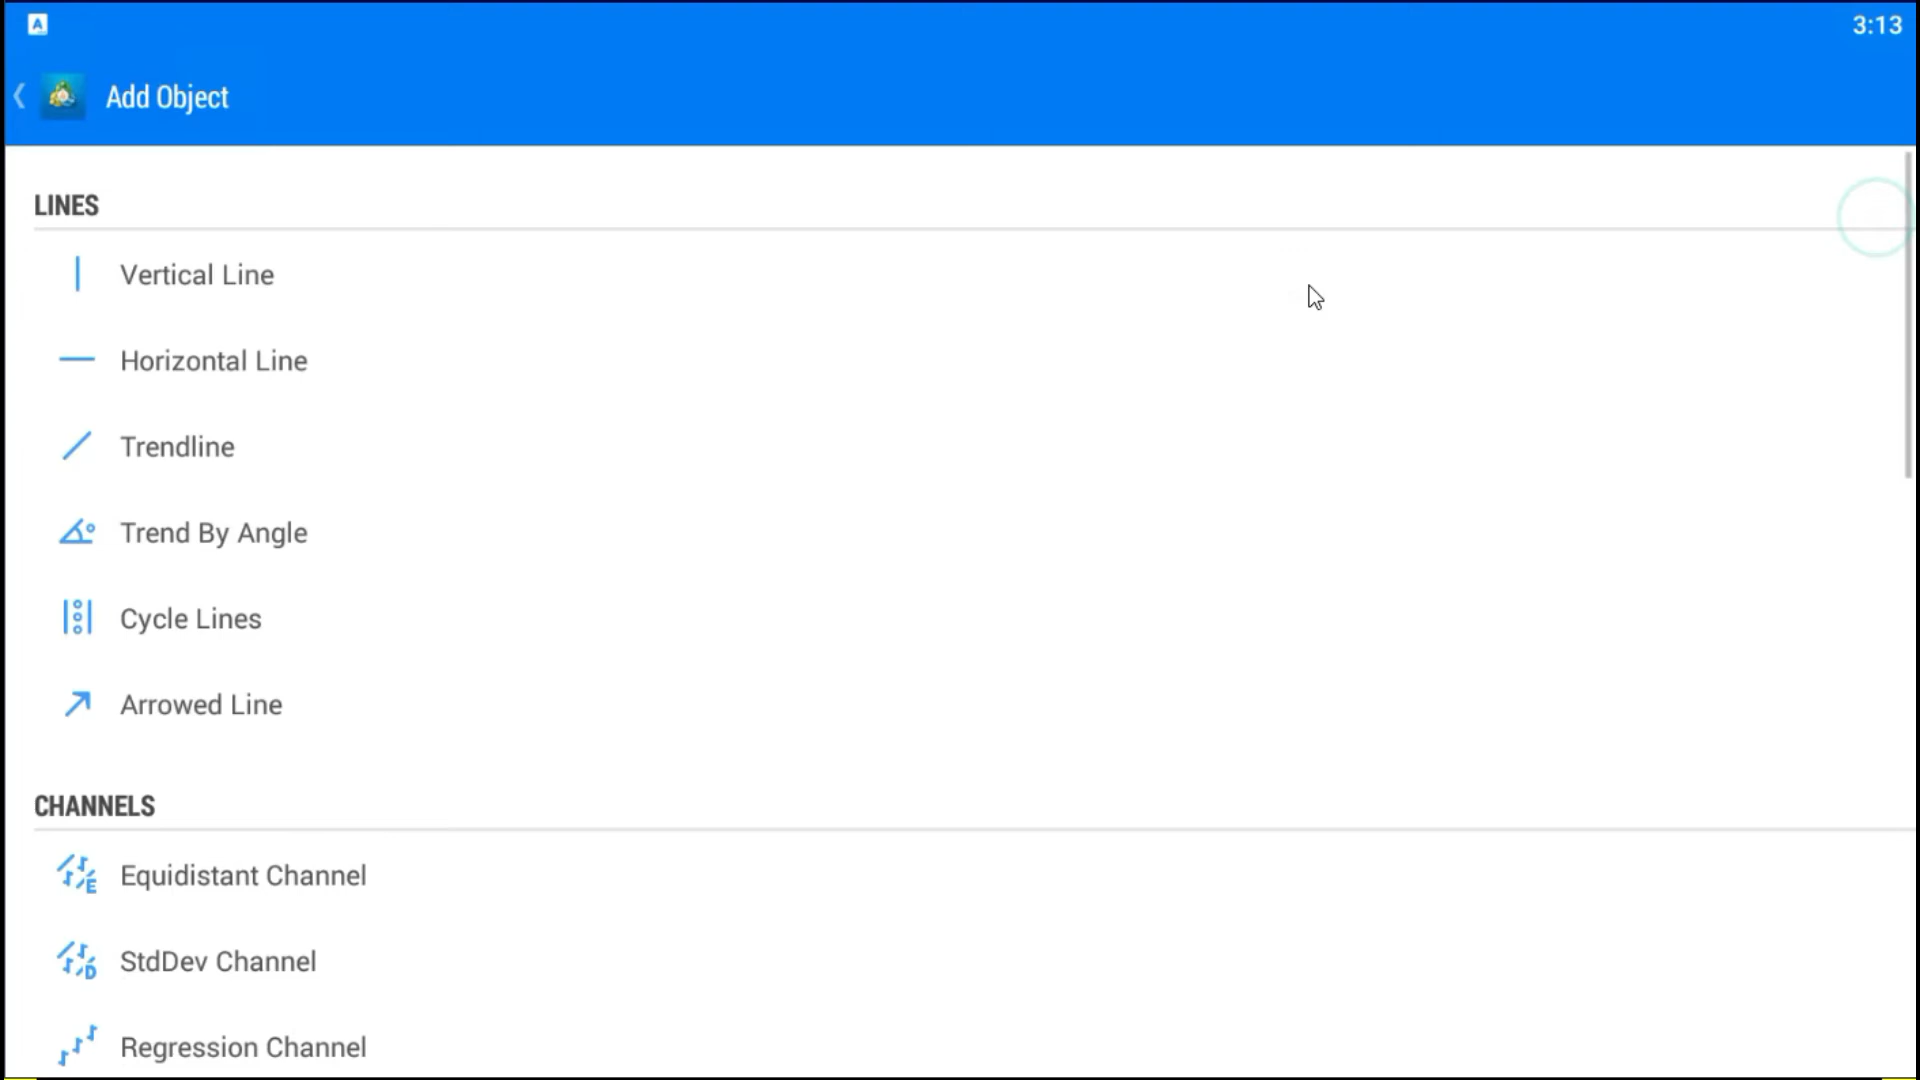 A
3:13
Add Object
LINES
Vertical Line
Horizontal Line
Trendline
Trend By Angle
Cycle Lines
Arrowed Line
CHANNELS
Equidistant Channel
StdDev Channel
Regression Channel